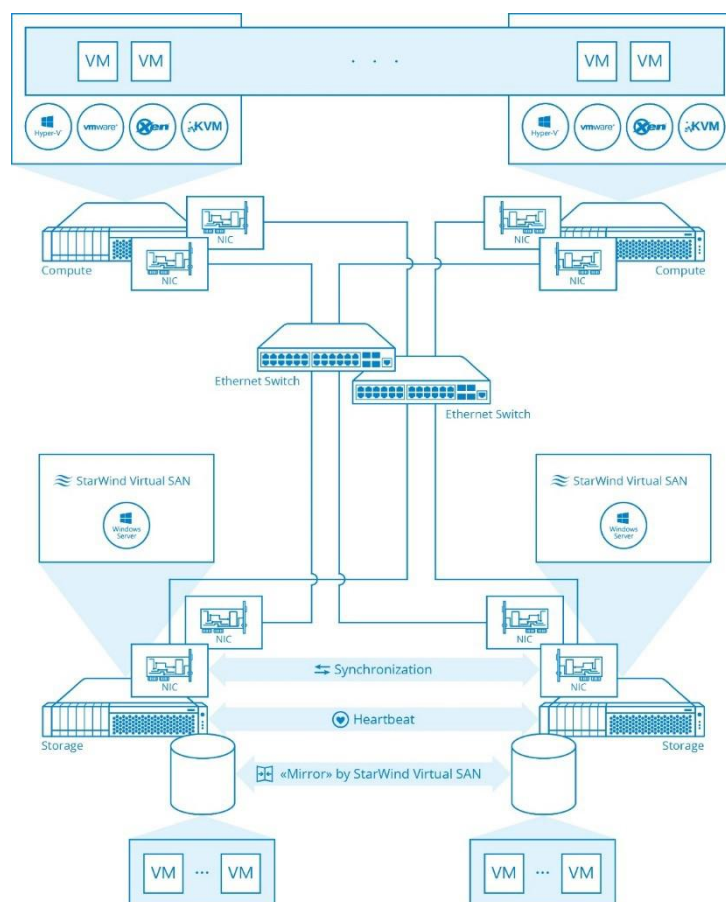 VM VM . . . VM VM
Hyper-V vmware Xen KVM
Hyper-V vmware Xen KVM
NIC
NIC
Compute
NIC
NIC
Compute
Ethernet Switch
Ethernet Switch
StarWind Virtual SAN
Windows
Server
StarWind Virtual SAN
Windows
Server
NIC
NIC
NIC
NIC
Synchronization
Heartbeat
Storage
Storage
«Mirror» by StarWind Virtual SAN
VM ... VM
VM ... VM